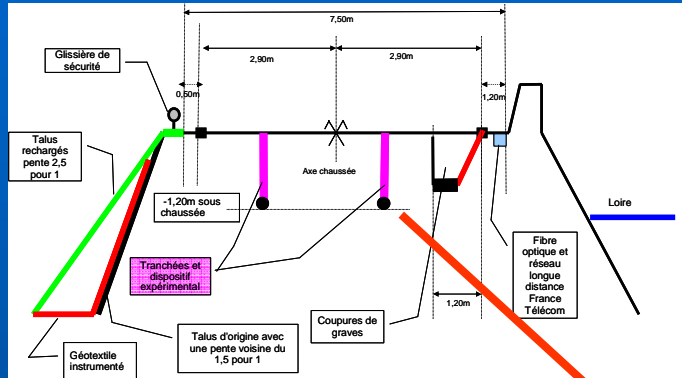 7,50m
Glissière de
sécurité
2,90m
2,90m
0,50m
1,20m
Talus
rechargés
pente 2,5
pour 1
Axe chaussée
-1,20m sous
chaussée
Loire
Tranchées et
dispositif
expérimental
Fibre
optique et
réseau
longue
distance
France
Télécom
1,20m
Coupures de
graves
Talus d'origine avec
une pente voisine du
1,5 pour 1
Géotextile
instrumenté